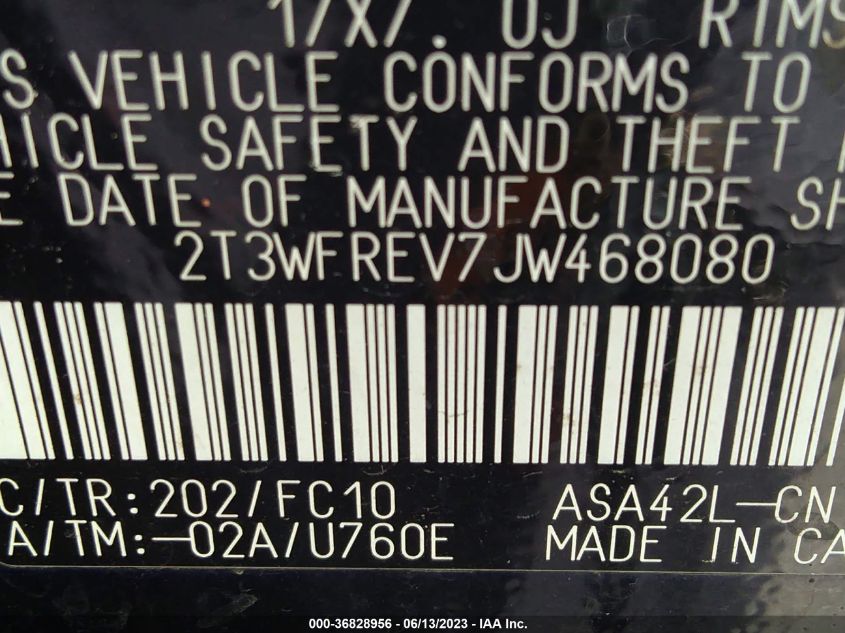 17X7.0J RIMS
S VEHICLE CONFORMS TO
HICLE SAFETY AND THEFT
E DATE OF MANUFACTURE SH
2T3WFREV7JW468080
C/TR:202/FC10 ASA42L-CN
A/TM:-02A/U760E MADE IN CA
000-36828956 - 06/13/2023 - IAA Inc.